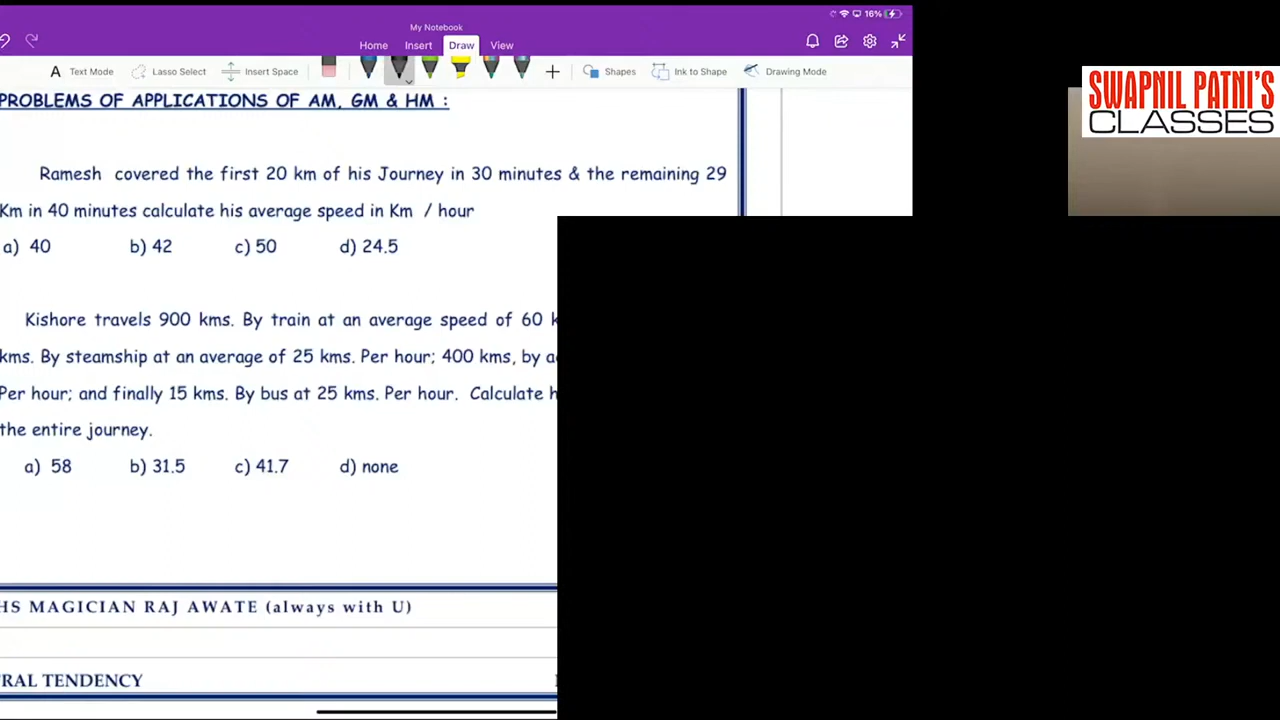 16%
My Notebook
Home Insert Draw View
A Text Mode Lasso Select Insert Space Shapes Ink to Shape Drawing Mode
PROBLEMS OF APPLICATIONS OF AM, GM & HM :
Ramesh covered the first 20 km of his Journey in 30 minutes & the remaining 29
Km in 40 minutes calculate his average speed in Km / hour
a) 40 b) 42 c) 50 d) 24.5
Kishore travels 900 kms. By train at an average speed of 60
kms. By steamship at an average of 25 kms. Per hour; 400 kms, by
Per hour; and finally 15 kms. By bus at 25 kms. Per hour. Calculate
the entire journey.
a) 58 b) 31.5 c) 41.7 d) none
HS MAGICIAN RAJ AWATE (always with U)
RAL TENDENCY
SWAPNIL PATNI'S
CLASSES